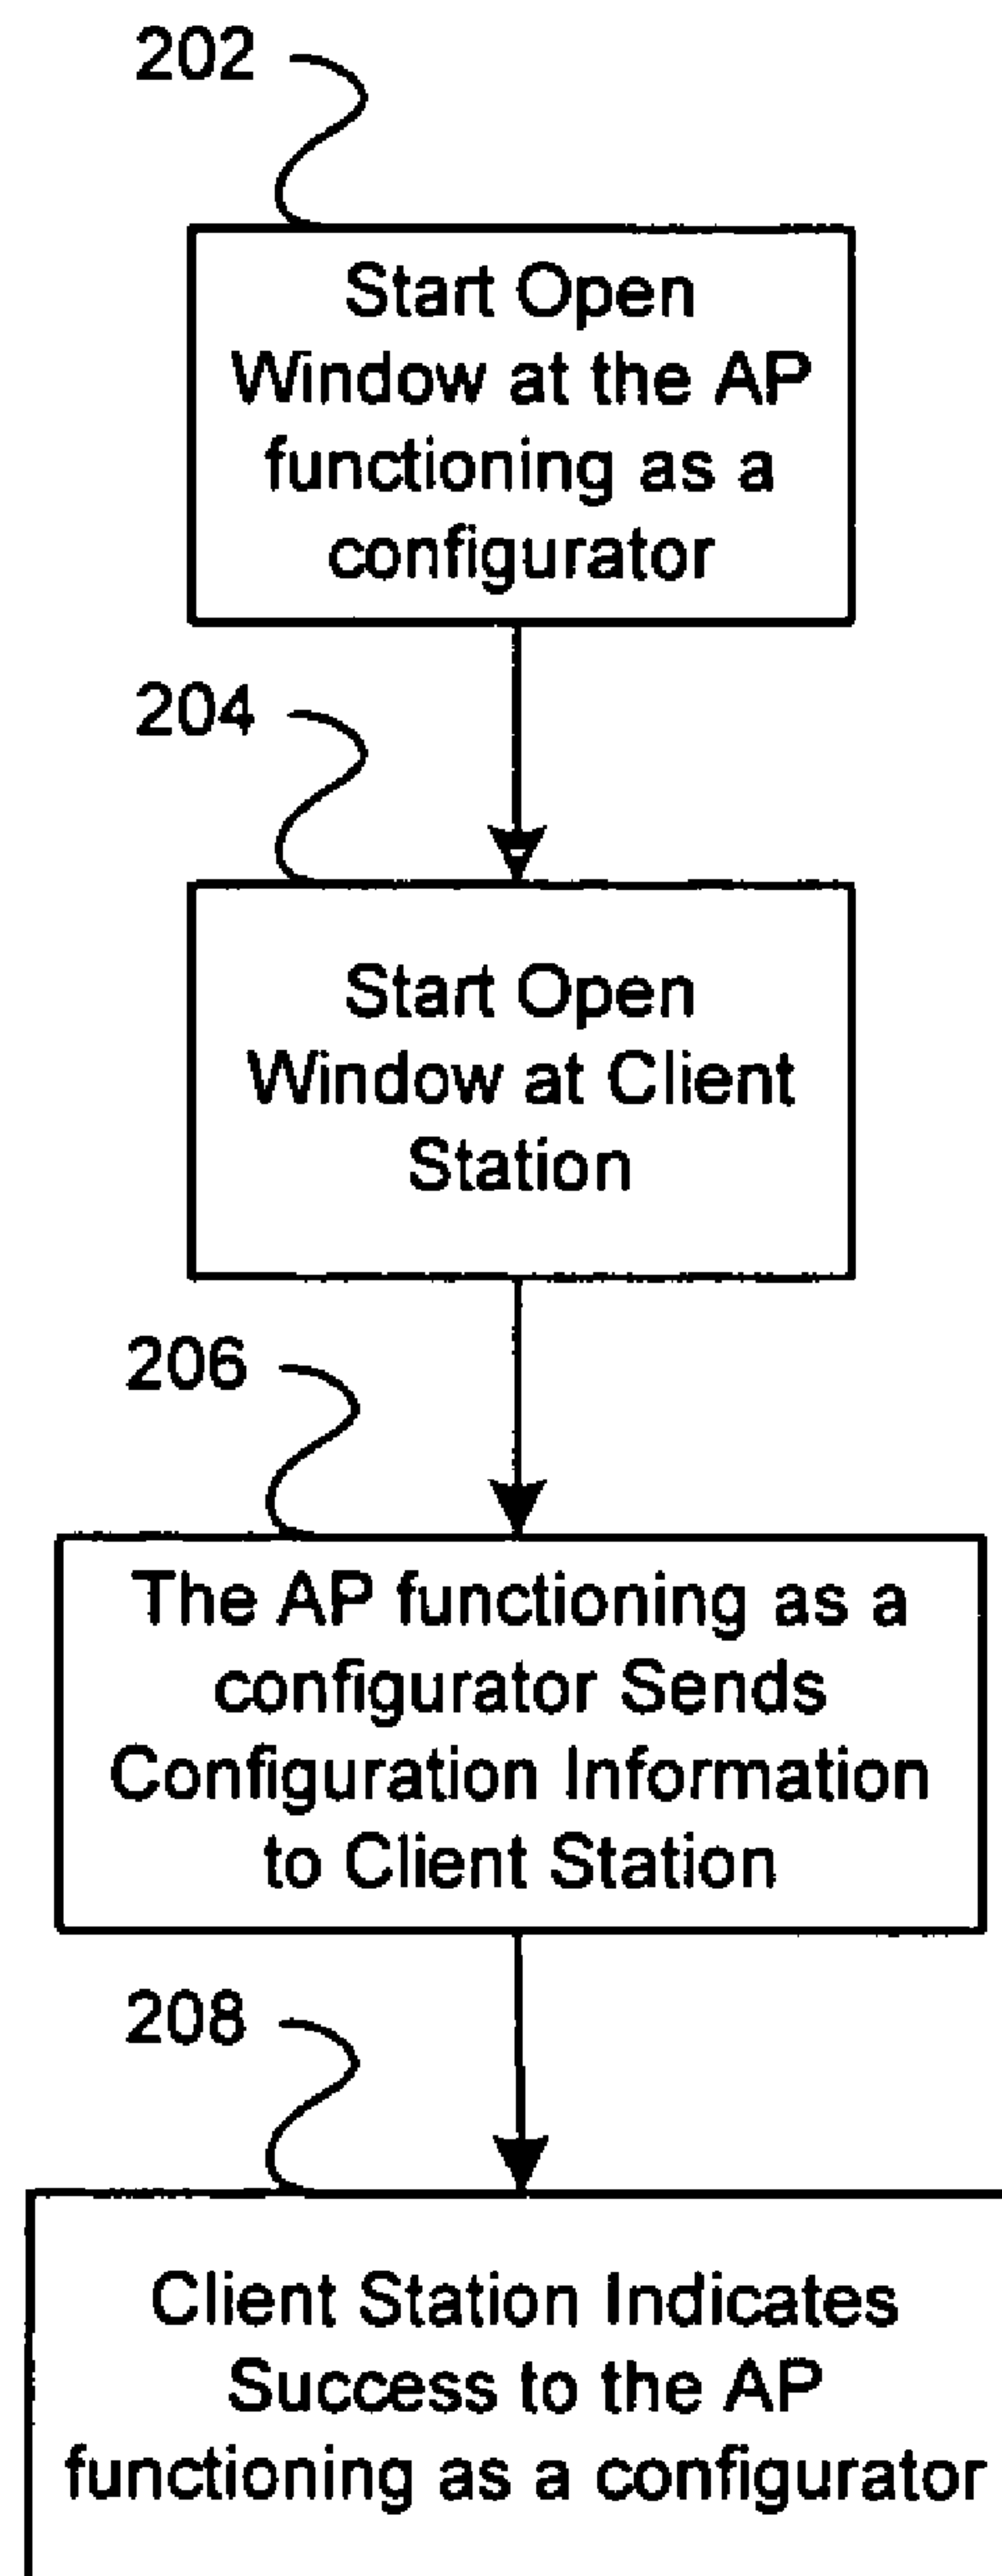 202
Start Open
Window at the AP
functioning as a
configurator
204
Start Open
Window at Client
Station
206
The AP functioning as a
configurator Sends
Configuration Information
to Client Station
208
Client Station Indicates
Success to the AP
functioning as a configurator